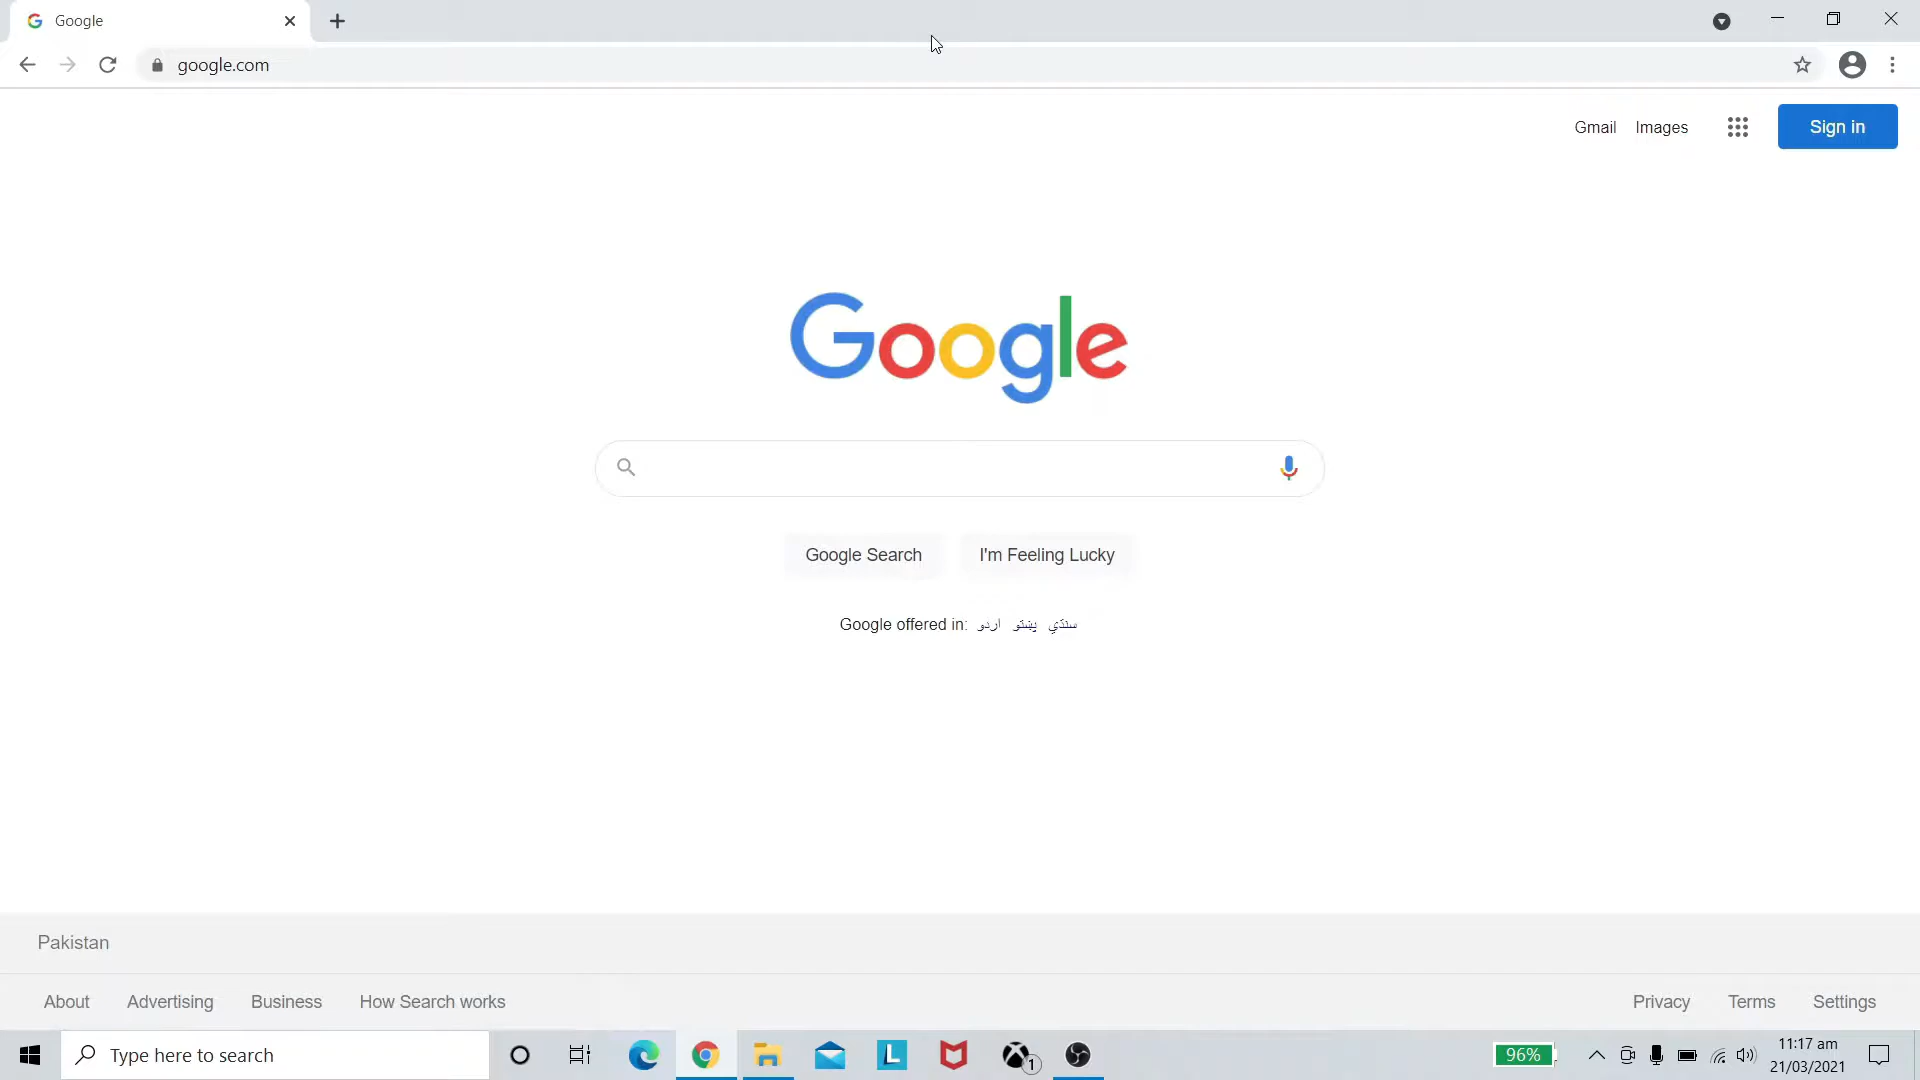 Google
google.com
Gmail Images Sign in
Google
Google Search I'm Feeling Lucky
Google offered in: اردو پښتو سنڌي
Pakistan
About Advertising Business How Search works Privacy Terms Settings
Type here to search L 1 96% 11:17 am
21/03/2021